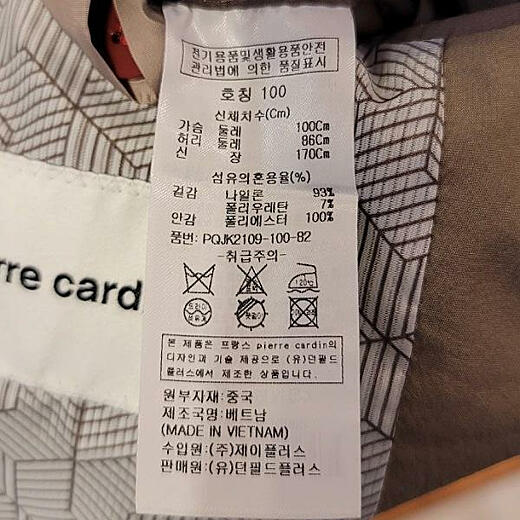 전기용품및생활용품안전
관리법에 의한 품질표시
호칭 100
신체치수(Cm)
가슴 둘레 100Cm
허리 둘레 86Cm
신 장 170Cm
섬유의혼용율(%)
겉감 나일론 93%
폴리우레탄 7%
안감 폴리에스터 100%
품번: PQJK2109-100-82
-취급주의-
120℃
드라이
본 제품은 프랑스 pierre cardin의
디자인과 기술 제공으로 (유)던필드
플러스에서 제조한 상품입니다.
원부자재:중국
제조국명:베트남
(MADE IN VIETNAM)
수입원:(주)제이플러스
판매원:(유)던필드플러스
rre card